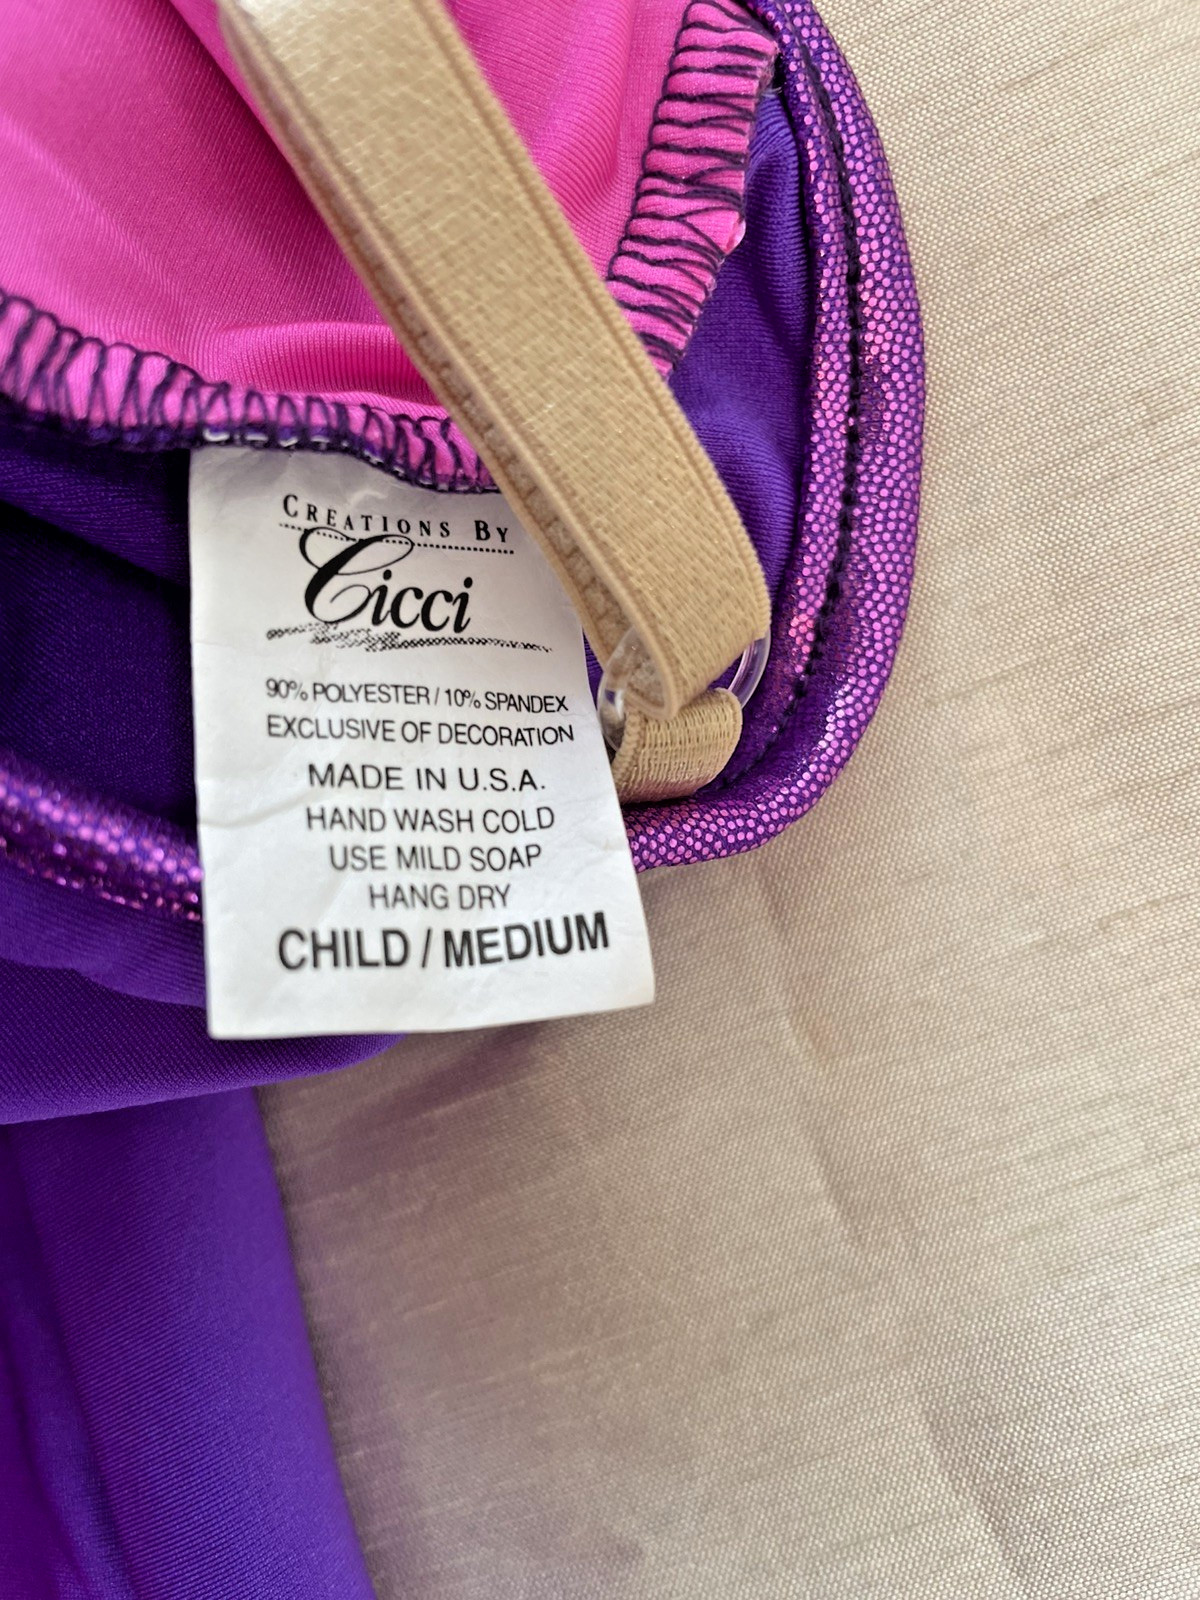 CREATIONS BY
Cicci
90% POLYESTER / 10% SPANDEX
EXCLUSIVE OF DECORATION
MADE IN U.S.A.
HAND WASH COLD
USE MILD SOAP
HANG DRY
CHILD / MEDIUM